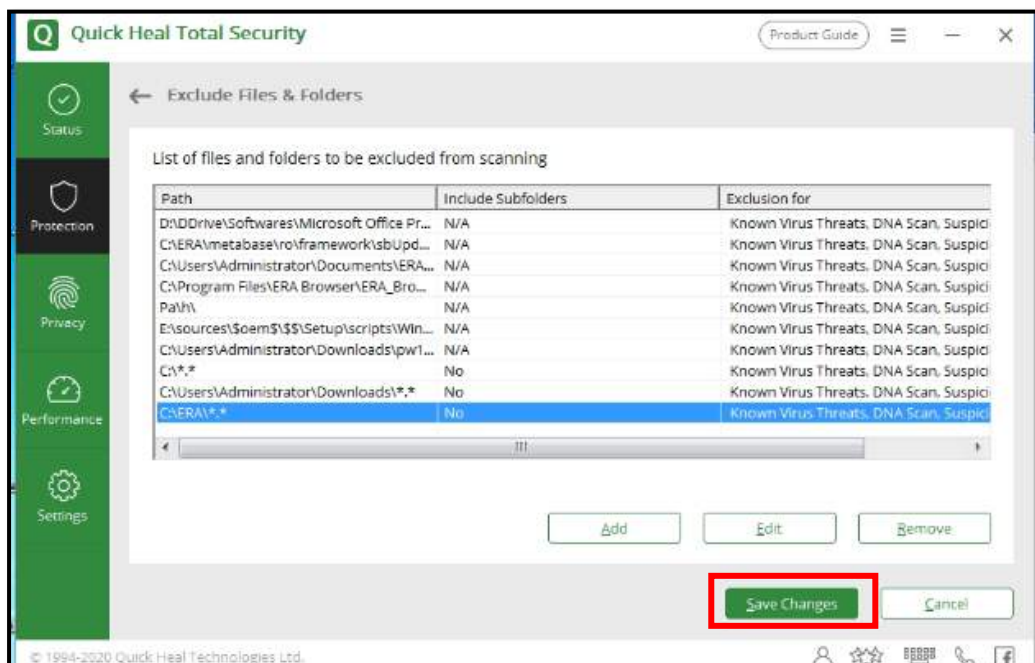 Q Quick Heal Total Security Product Guide
Exclude Files & Folders
Status
List of files and folders to be excluded from scanning
Path Include Subfolders Exclusion for
Protection
D:\DDrive\Softwares\Microsoft Office Pr... N/A Known Virus Threats, DNA Scan, Suspici
C:\ERA\metabase\ro\framework\sbUpd... N/A Known Virus Threats, DNA Scan, Suspici
C:\Users\Administrator\Documents\ERA... N/A Known Virus Threats, DNA Scan, Suspici
C:\Program Files\ERA Browser\ERA_Bro... N/A Known Virus Threats, DNA Scan, Suspici
Pa\h\ N/A Known Virus Threats, DNA Scan, Suspici
Privacy
E:\sources\$oem$\$$\Setup\scripts\Win... N/A Known Virus Threats, DNA Scan, Suspici
C:\Users\Administrator\Downloads\pw1... N/A Known Virus Threats, DNA Scan, Suspici
C:\*.* No Known Virus Threats, DNA Scan, Suspici
C:\Users\Administrator\Downloads\*.* No Known Virus Threats, DNA Scan, Suspici
C:\ERA\*.* No Known Virus Threats, DNA Scan, Suspici
Performance
Settings
Add Edit Remove
Save Changes Cancel
© 1994-2020 Quick Heal Technologies Ltd.